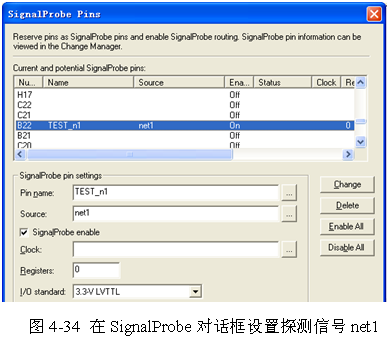 SignalProbe Pins
Reserve pins as SignalProbe pins and enable SignalProbe routing. SignalProbe pin information can be
viewed in the Change Manager.
Current and potential SignalProbe pins:
Nu... Name Source Ena... Status Clock Re
H17 Off
C22 Off
C21 Off
B22 TEST_n1 net1 On 0
B21 Off
C20 Off
SignalProbe pin settings
Pin name: TEST_n1 ...
Source: net1 ...
SignalProbe enable
Clock: ...
Registers: 0
I/O standard: 3.3-V LVTTL
Change
Delete
Enable All
Disable All
图 4-34 在 SignalProbe 对话框设置探测信号 net1